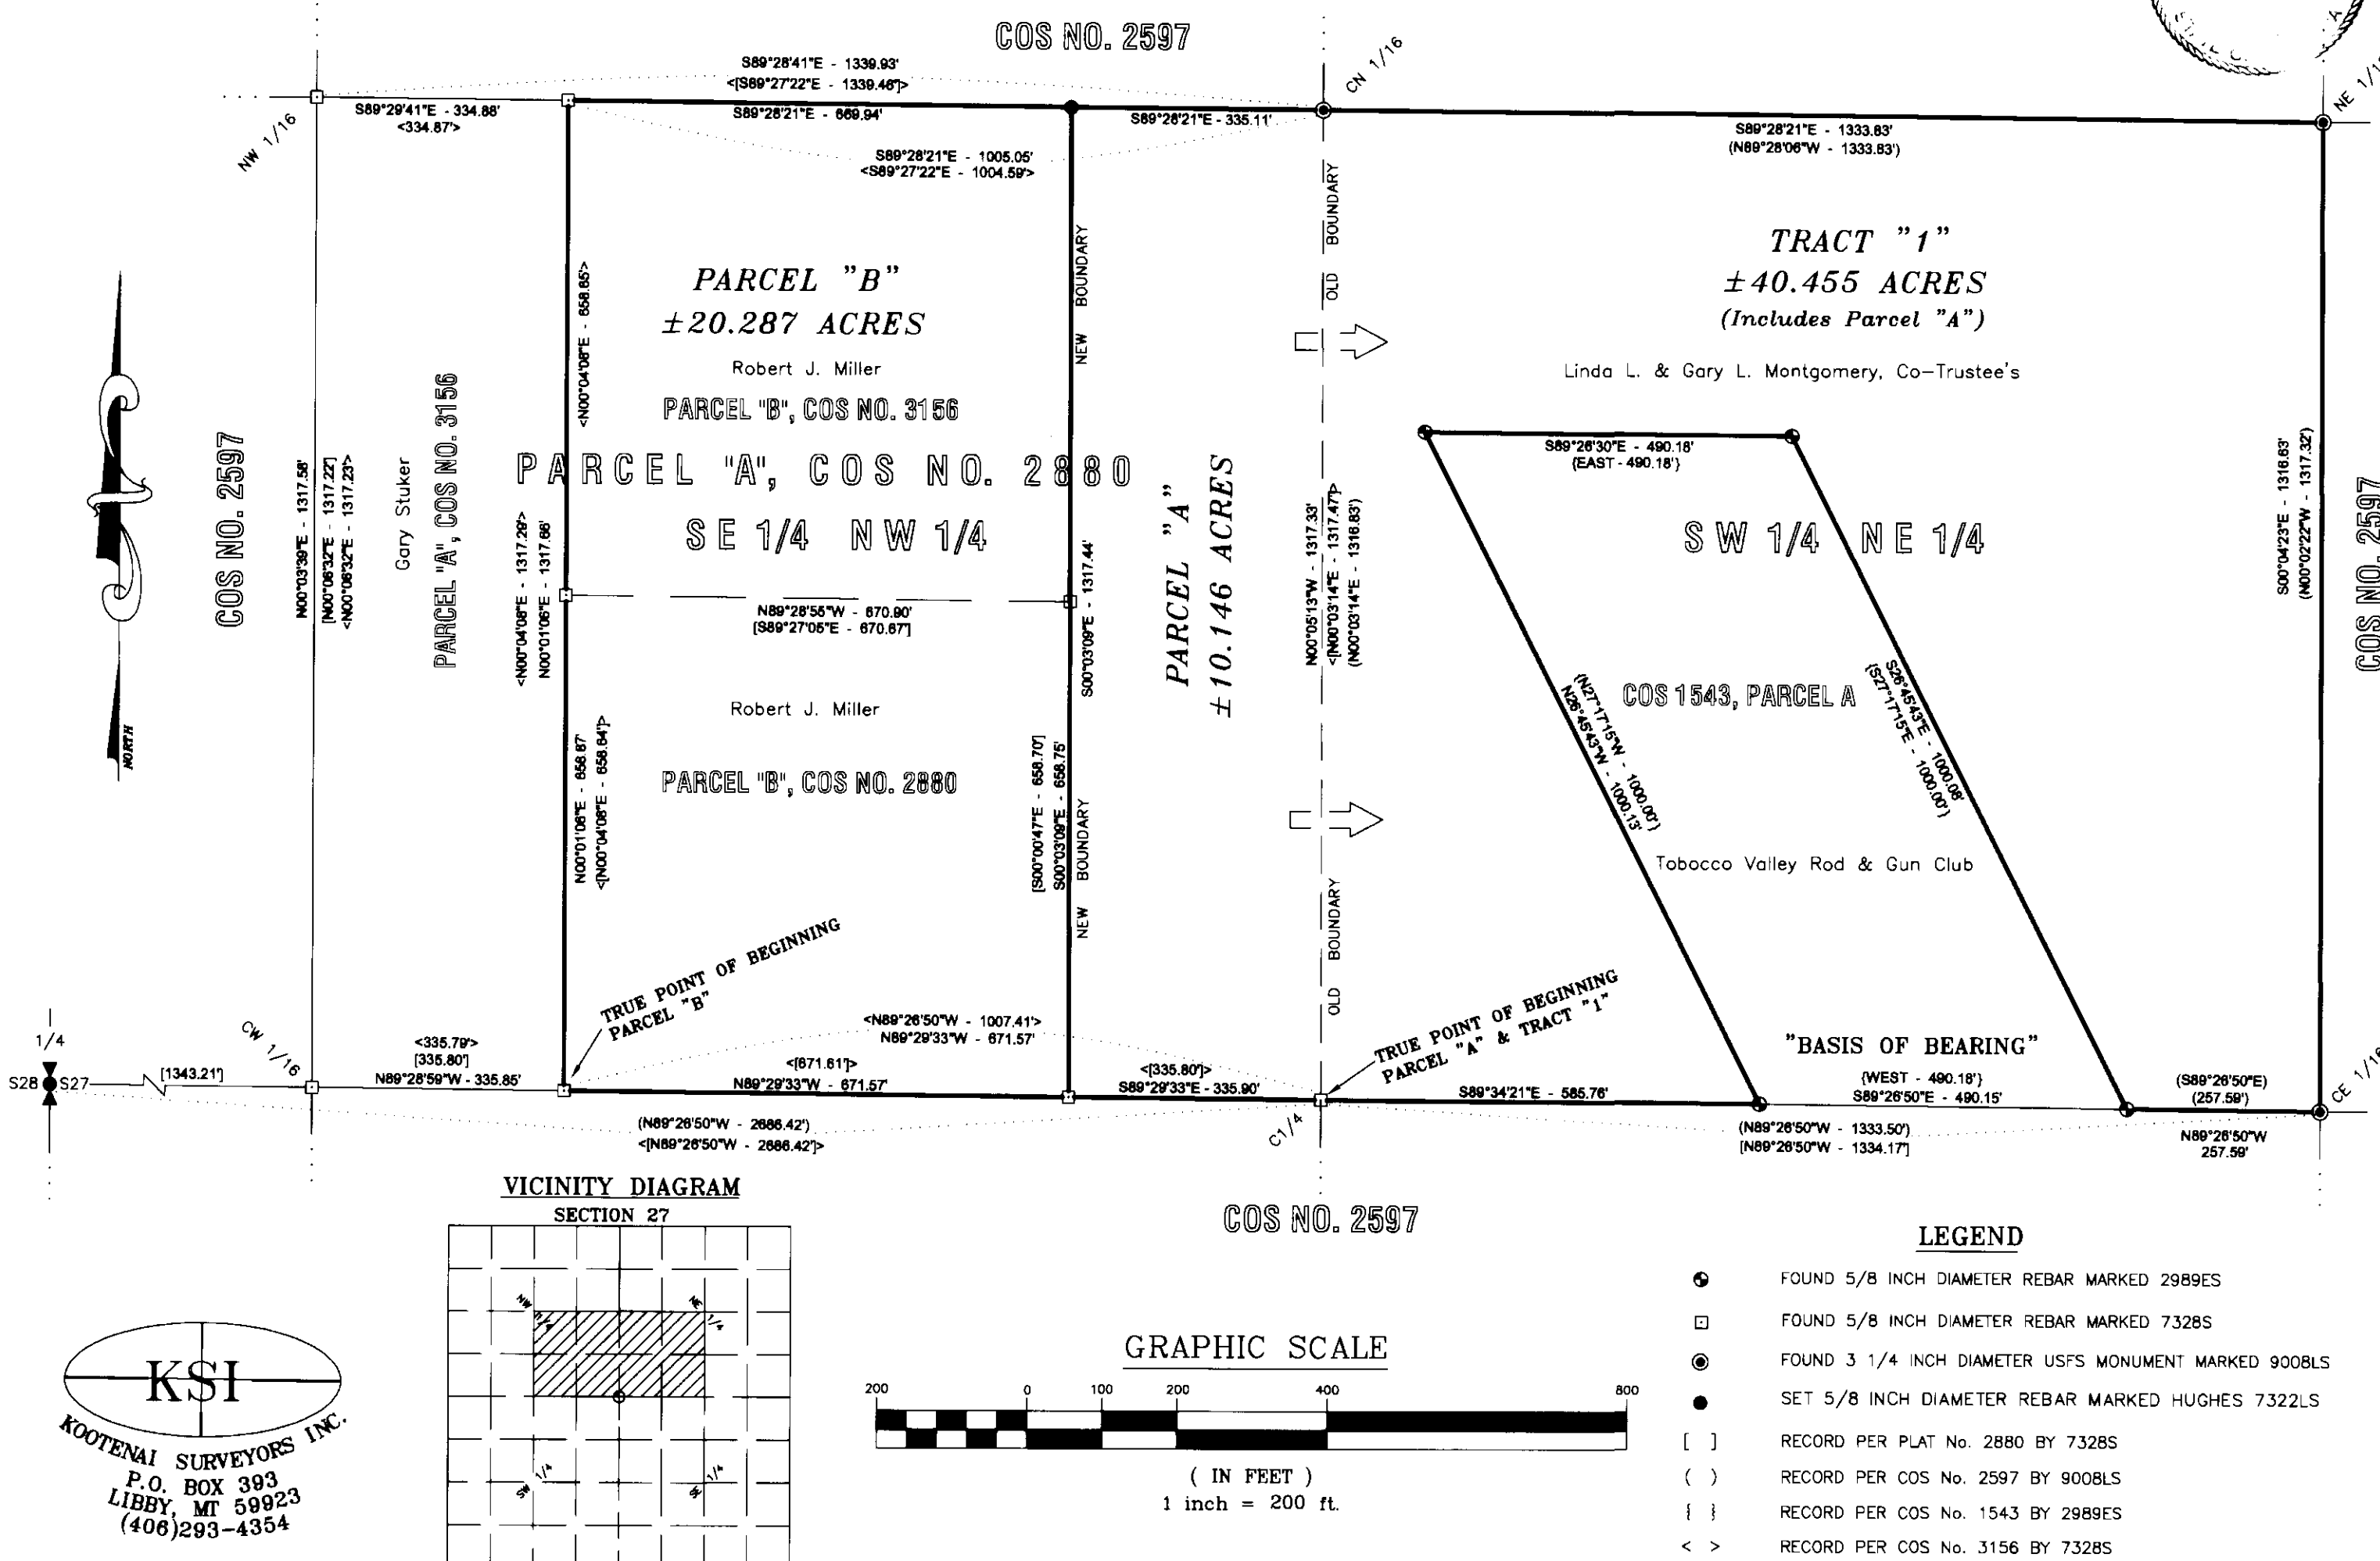 COS NO. 2597
S89°28'41"E - 1339.93'
<[S89°27'22"E - 1339.46']>
CN 1/16
NE 1/16
NW 1/16
S89°29'41"E - 334.88'
<334.87'>
S89°28'21"E - 669.94'
S89°28'21"E - 335.11'
S89°28'21"E - 1333.83'
(N89°28'06"W - 1333.83')
S89°28'21"E - 1005.05'
<S89°27'22"E - 1004.59'>
NEW BOUNDARY
OLD BOUNDARY
TRACT "1"
±40.455 ACRES
(Includes Parcel "A")
Linda L. & Gary L. Montgomery, Co-Trustee's
PARCEL "B"
±20.287 ACRES
Robert J. Miller
PARCEL "B", COS NO. 3156
PARCEL "A", COS NO. 2880
SE 1/4 NW 1/4
<N00°04'08"E - 658.65'>
NORTH
COS NO. 2597
N00°03'39"E - 1317.58'
[N00°06'32"E - 1317.22']
<N00°06'32"E - 1317.23'>
Gary Stuker
PARCEL "A", COS NO. 3156
<N00°04'08"E - 1317.29'>
N00°01'06"E - 1317.66'
N89°28'55"W - 670.90'
[S89°27'05"E - 670.67']
S00°03'09"E - 1317.44'
PARCEL "A"
±10.146 ACRES
N00°05'13"W - 1317.33'
<[N00°03'14"E - 1317.47']>
(N00°03'14"E - 1316.83')
S89°26'30"E - 490.18'
{EAST - 490.18'}
SW 1/4 NE 1/4
S00°04'23"E - 1316.63'
(N00°02'22"W - 1317.32')
COS NO. 2597
COS 1543, PARCEL A
{N27°17'15"W - 1000.00'}
N26°45'43"W - 1000.13'
S26°45'43"E - 1000.08'
{S27°17'15"E - 1000.00'}
Tobocco Valley Rod & Gun Club
Robert J. Miller
PARCEL "B", COS NO. 2880
N00°01'06"E - 658.87'
<[N00°04'08"E - 658.64']>
[S00°00'47"E - 658.70']
S00°03'09"E - 658.75'
NEW BOUNDARY
OLD BOUNDARY
TRUE POINT OF BEGINNING
PARCEL "B"
TRUE POINT OF BEGINNING
PARCEL "A" & TRACT "1"
"BASIS OF BEARING"
{WEST - 490.18'}
S89°26'50"E - 490.15'
(S89°26'50"E)
(257.59')
CE 1/16
1/4
S28 S27
[1343.21']
CW 1/16
<335.79'>
[335.80']
N89°28'59"W - 335.85'
<N89°26'50"W - 1007.41'>
N89°29'33"W - 671.57'
<[671.61']>
N89°29'33"W - 671.57'
<[335.80']>
S89°29'33"E - 335.90'
S89°34'21"E - 585.76'
(N89°26'50"W - 2686.42')
<[N89°26'50"W - 2686.42']>
C1/4
(N89°26'50"W - 1333.50')
[N89°26'50"W - 1334.17']
N89°26'50"W
257.59'
COS NO. 2597
VICINITY DIAGRAM
SECTION 27
NW 1/4
NE 1/4
SW 1/4
SE 1/4
KSI
KOOTENAI SURVEYORS INC.
P.O. BOX 393
LIBBY, MT 59923
(406)293-4354
GRAPHIC SCALE
200 0 100 200 400 800
( IN FEET )
1 inch = 200 ft.
LEGEND
FOUND 5/8 INCH DIAMETER REBAR MARKED 2989ES
FOUND 5/8 INCH DIAMETER REBAR MARKED 7328S
FOUND 3 1/4 INCH DIAMETER USFS MONUMENT MARKED 9008LS
SET 5/8 INCH DIAMETER REBAR MARKED HUGHES 7322LS
[ ] RECORD PER PLAT No. 2880 BY 7328S
( ) RECORD PER COS No. 2597 BY 9008LS
{ } RECORD PER COS No. 1543 BY 2989ES
< > RECORD PER COS No. 3156 BY 7328S